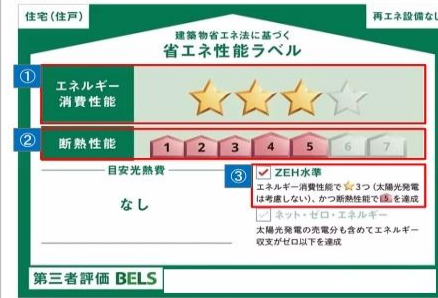 住宅(住戸)
再エネ設備なし
建築物省エネ法に基づく
省エネ性能ラベル
①
エネルギー
消費性能
②
断熱性能
1 2 3 4 5 6 7
目安光熱費
なし
③
ZEH水準
エネルギー消費性能で☆3つ(太陽光発電
は考慮しない)、かつ断熱性能で5を達成
ネット・ゼロ・エネルギー
太陽光発電の売電分も含めてエネルギー
収支がゼロ以下を達成
第三者評価 BELS